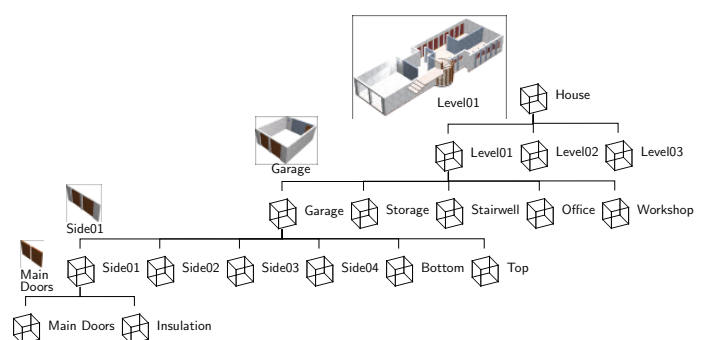 Level01
House
Garage
Level01 Level02 Level03
Side01
Garage Storage Stairwell Office Workshop
Main
Doors
Side01 Side02 Side03 Side04 Bottom Top
Main Doors Insulation